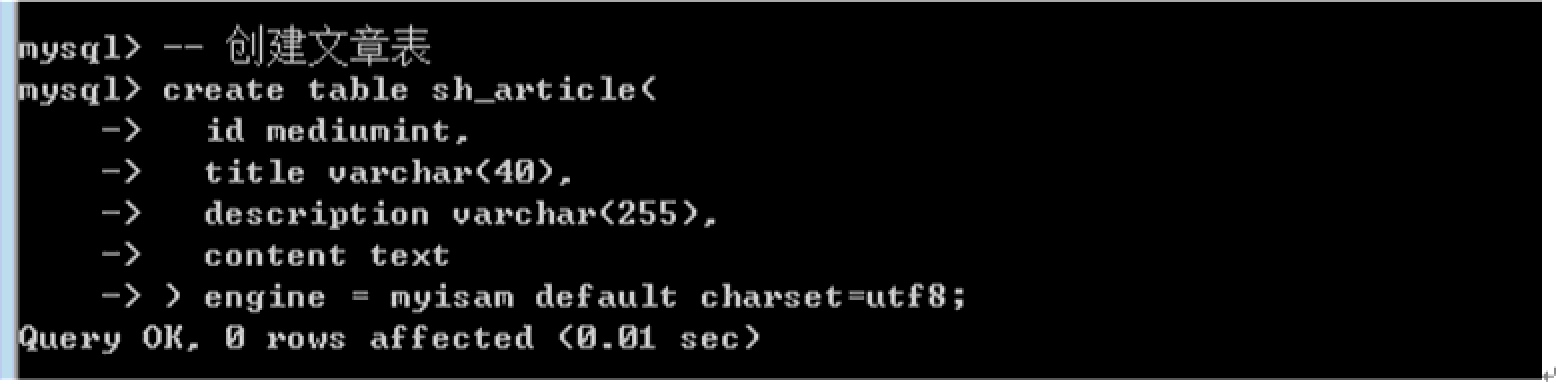 mysql> -- 创建文章表
mysql> create table sh_article(
    ->   id mediumint,
    ->   title varchar(40),
    ->   description varchar(255),
    ->   content text
    -> ) engine = myisam default charset=utf8;
Query OK, 0 rows affected (0.01 sec)